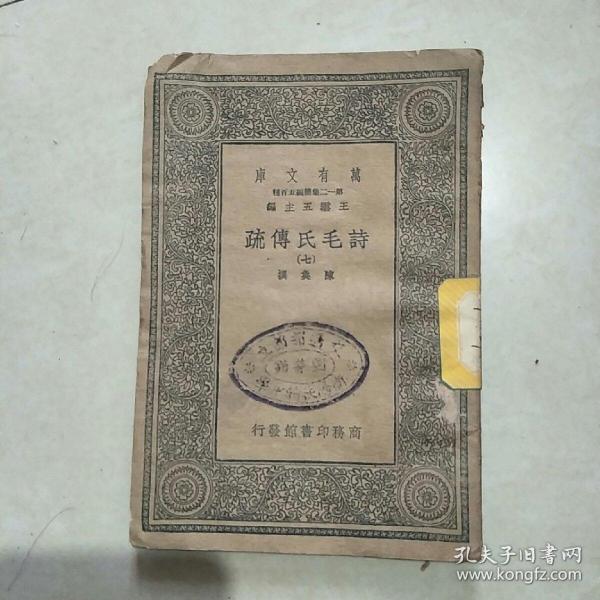 庫文有萬
種百五編簡集二一第
編主五雲王
疏傳氏毛詩
(七)
撰奐陳
行發館書印務商
孔夫子旧书网
www.kongfz.com